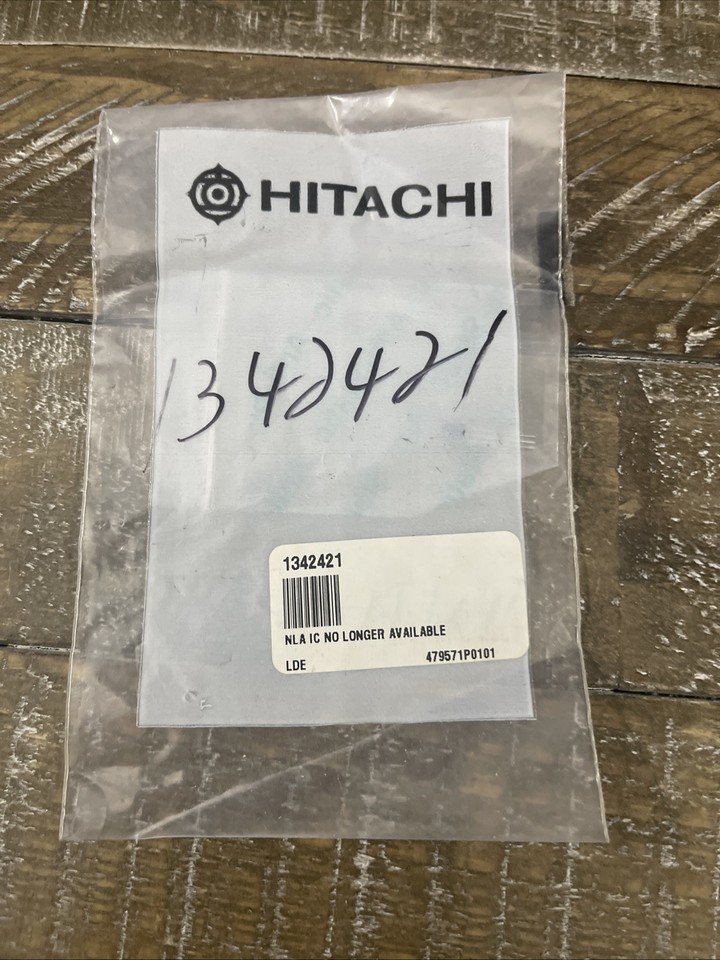 HITACHI
1342421
1342421
NLA IC NO LONGER AVAILABLE
LDE 479571P0101